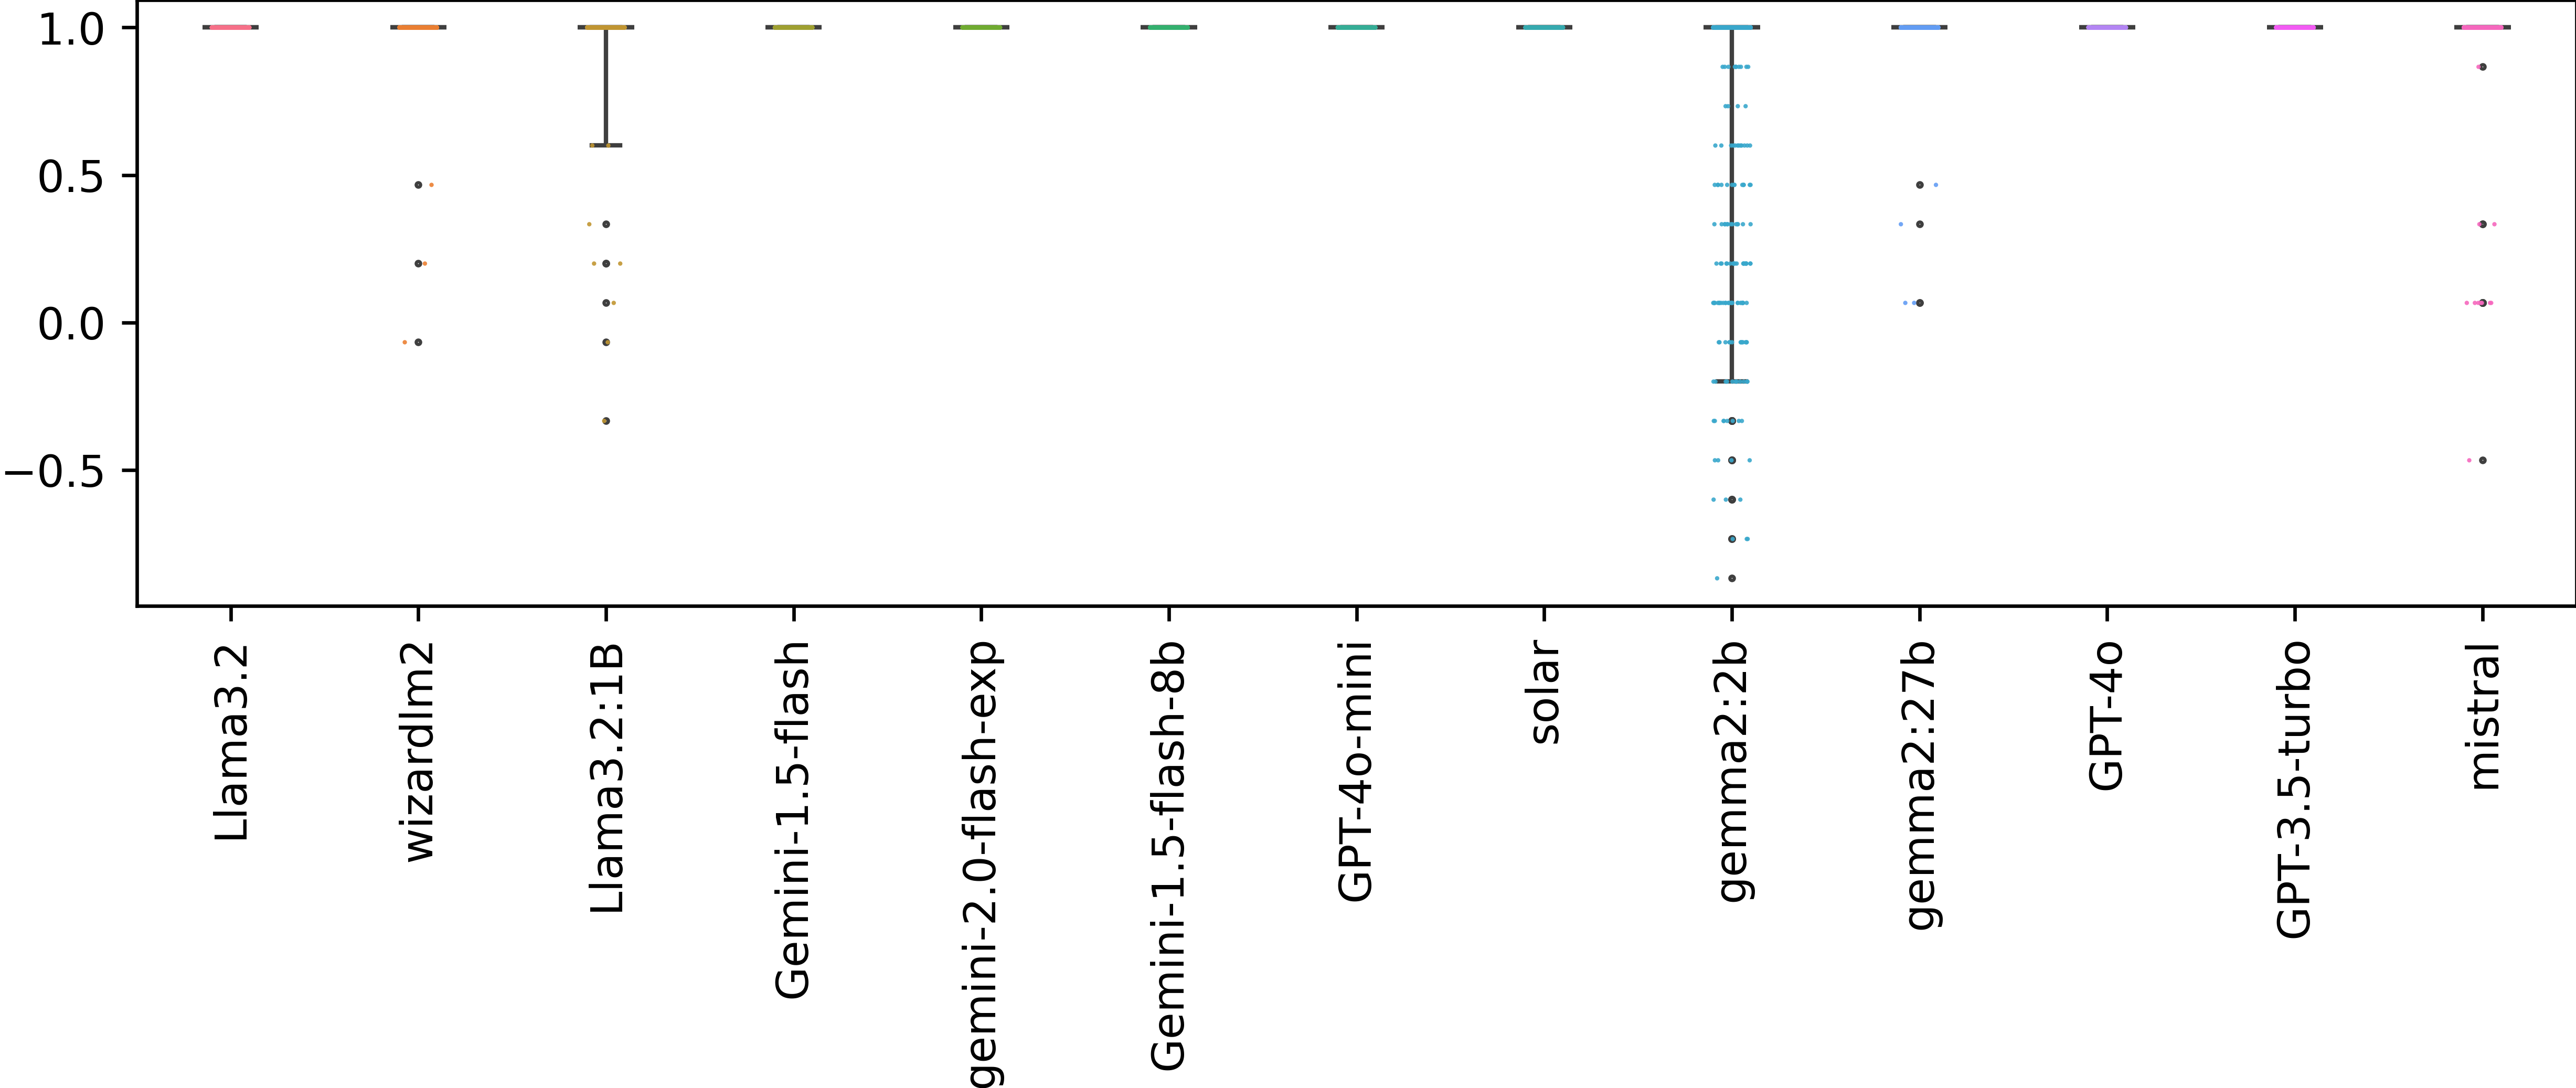 1.0
0.5
0.0
−0.5
Llama3.2
wizardlm2
Llama3.2:1B
Gemini-1.5-flash
gemini-2.0-flash-exp
Gemini-1.5-flash-8b
GPT-4o-mini
solar
gemma2:2b
gemma2:27b
GPT-4o
GPT-3.5-turbo
mistral